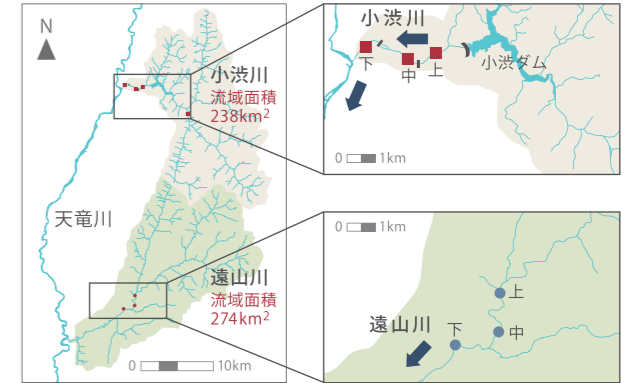 N
小渋川
流域面積
238km²
天竜川
遠山川
流域面積
274km²
0 10km
小渋川
下
中
上
小渋ダム
0 1km
0 1km
上
遠山川
下
中